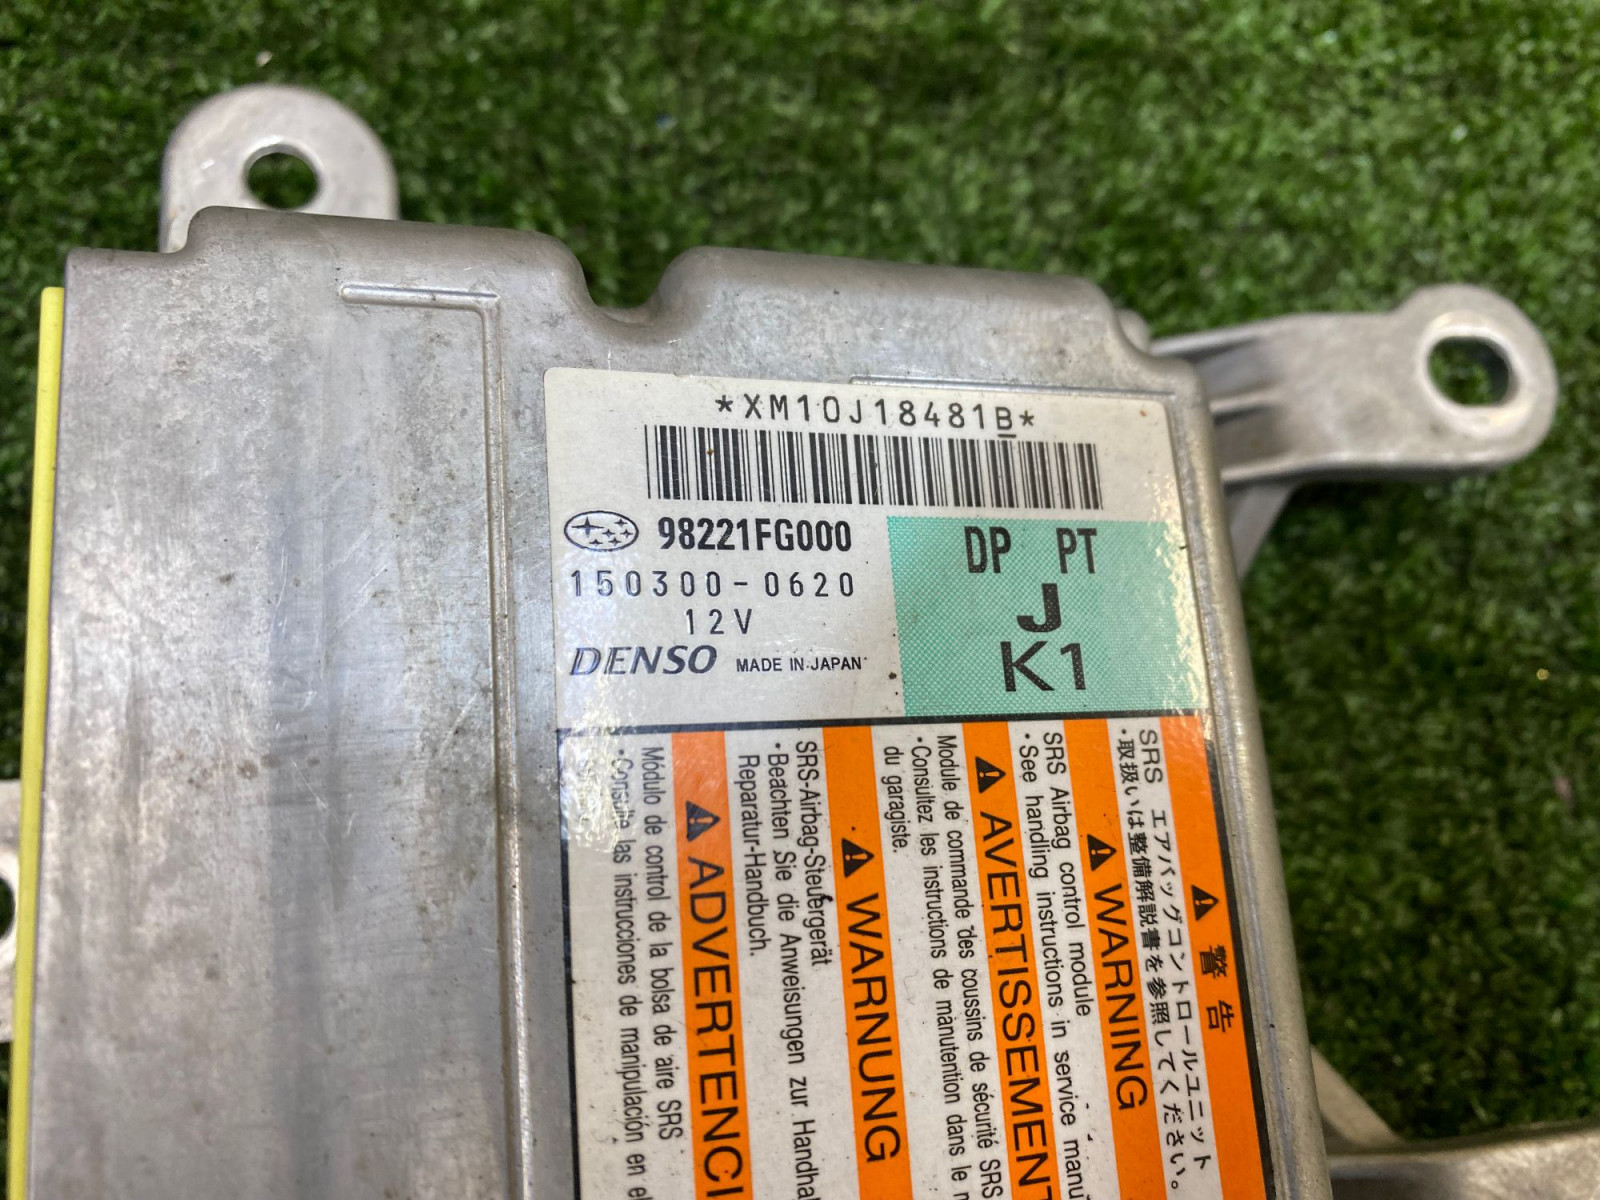 *XM10J18481B*
98221FG000
150300-0620
12V
DENSO MADE IN JAPAN
DP PT
J
K1
警告
SRS エアバッグコントロールユニット
・取扱いは整備解説書を参照してください。
WARNING
SRS Airbag control module
・See handling instructions in service manu
AVERTISSEMENT
Module de commande des coussins de sécurité SRS
・Consultez les instructions de manutention dans le m
du garagiste.
WARNUNG
SRS-Airbag-Steuergerät
・Beachten Sie die Anweisungen zur Handha
Reparatur-Handbuch.
ADVERTENCI
Módulo de control de la bolsa de aire SRS
・Consulte las instrucciones de manipulación en el